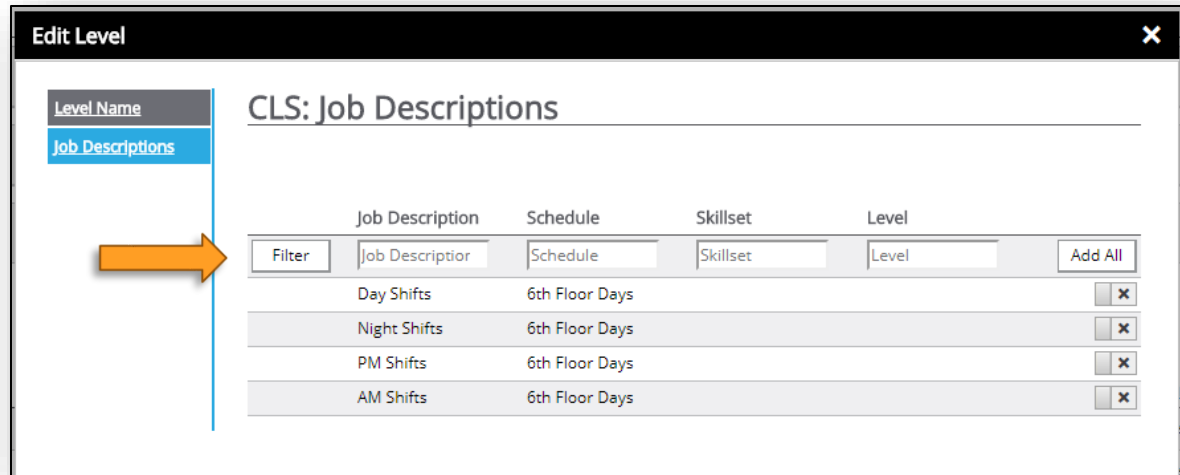 Edit Level
Level Name
Job Descriptions
CLS: Job Descriptions
Job Description Schedule Skillset Level
Filter Job Descriptior Schedule Skillset Level Add All
Day Shifts 6th Floor Days
Night Shifts 6th Floor Days
PM Shifts 6th Floor Days
AM Shifts 6th Floor Days